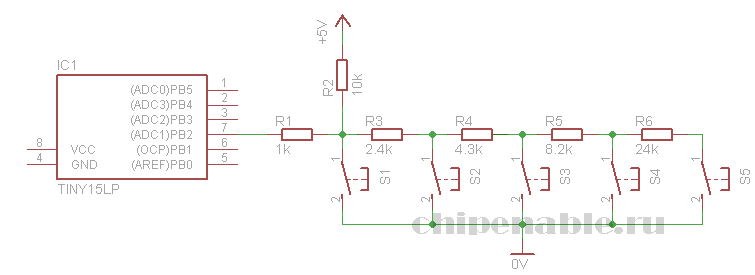 +5V
IC1
R2
10k
(ADC0)PB5 1
(ADC3)PB4 2
(ADC2)PB3 3
(ADC1)PB2 7
8 VCC (OCP)PB1 6
4 GND (AREF)PB0 5
TINY15LP
R1 R3 R4 R5 R6
1k 2.4k 4.3k 8.2k 24k
1 1 1 1 1
S1 S2 S3 S4 S5
2 2 2 2 2
chipenable.ru
0V